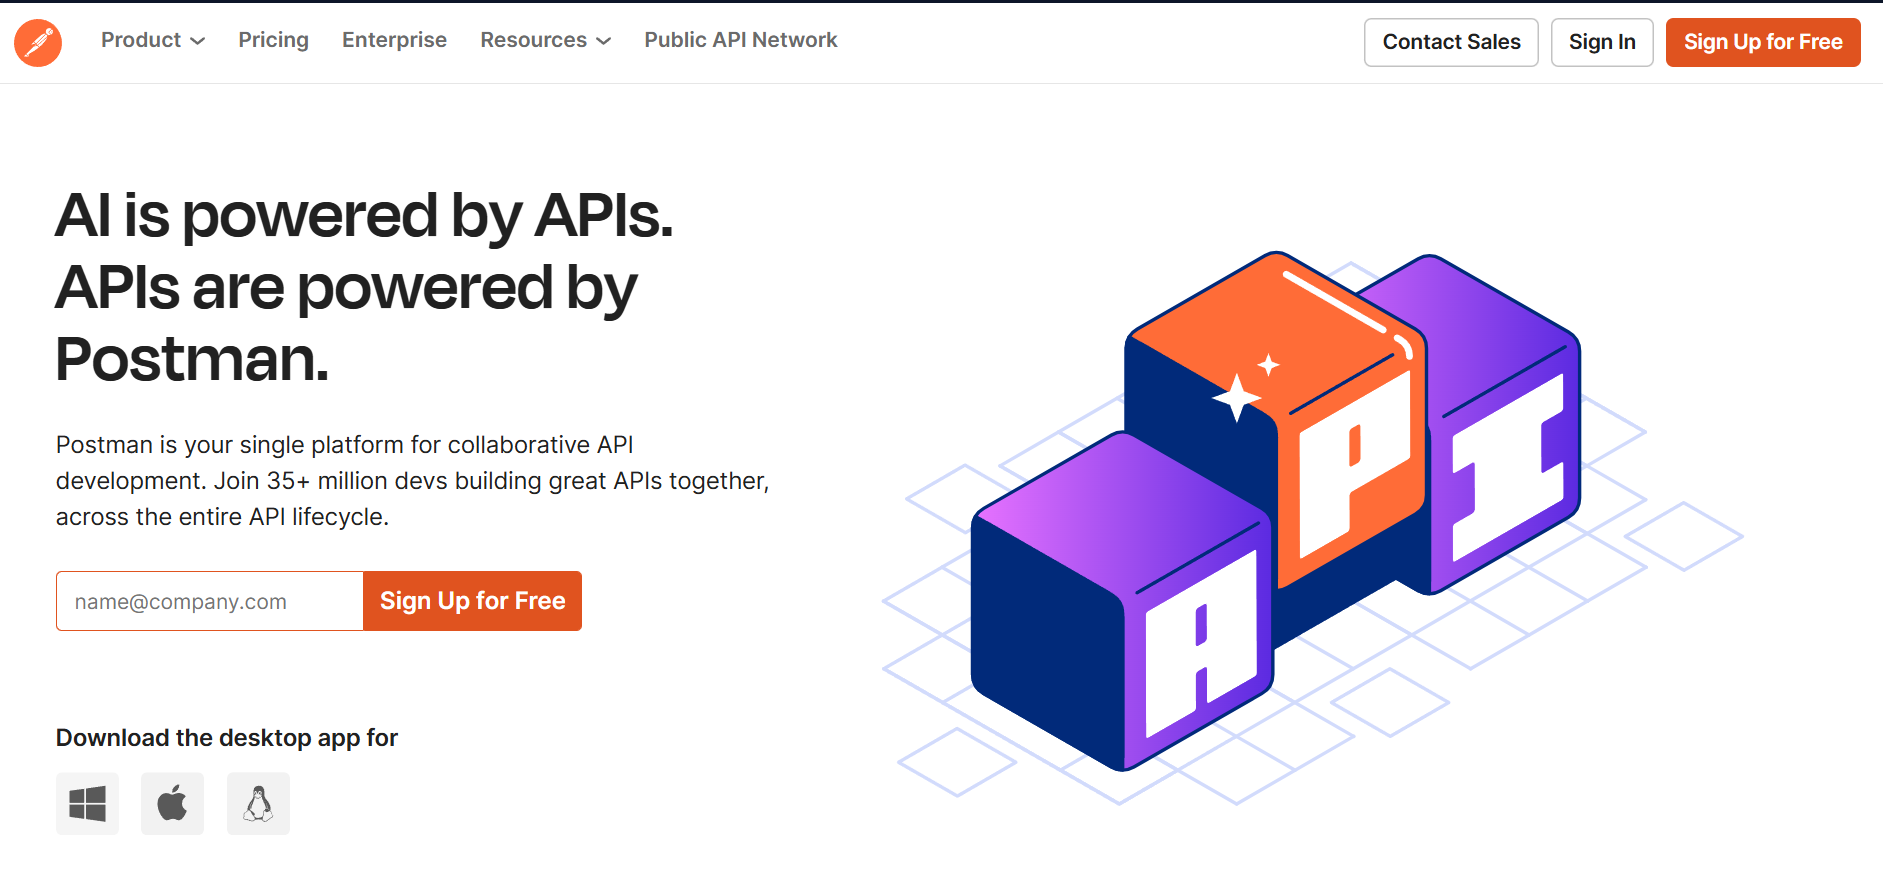 Product
Pricing
Enterprise
Resources
Public API Network
Contact Sales
Sign In
Sign Up for Free
AI is powered by APIs.
APIs are powered by
Postman.
Postman is your single platform for collaborative API
development. Join 35+ million devs building great APIs together,
across the entire API lifecycle.
name@company.com
Sign Up for Free
Download the desktop app for
A
P
I